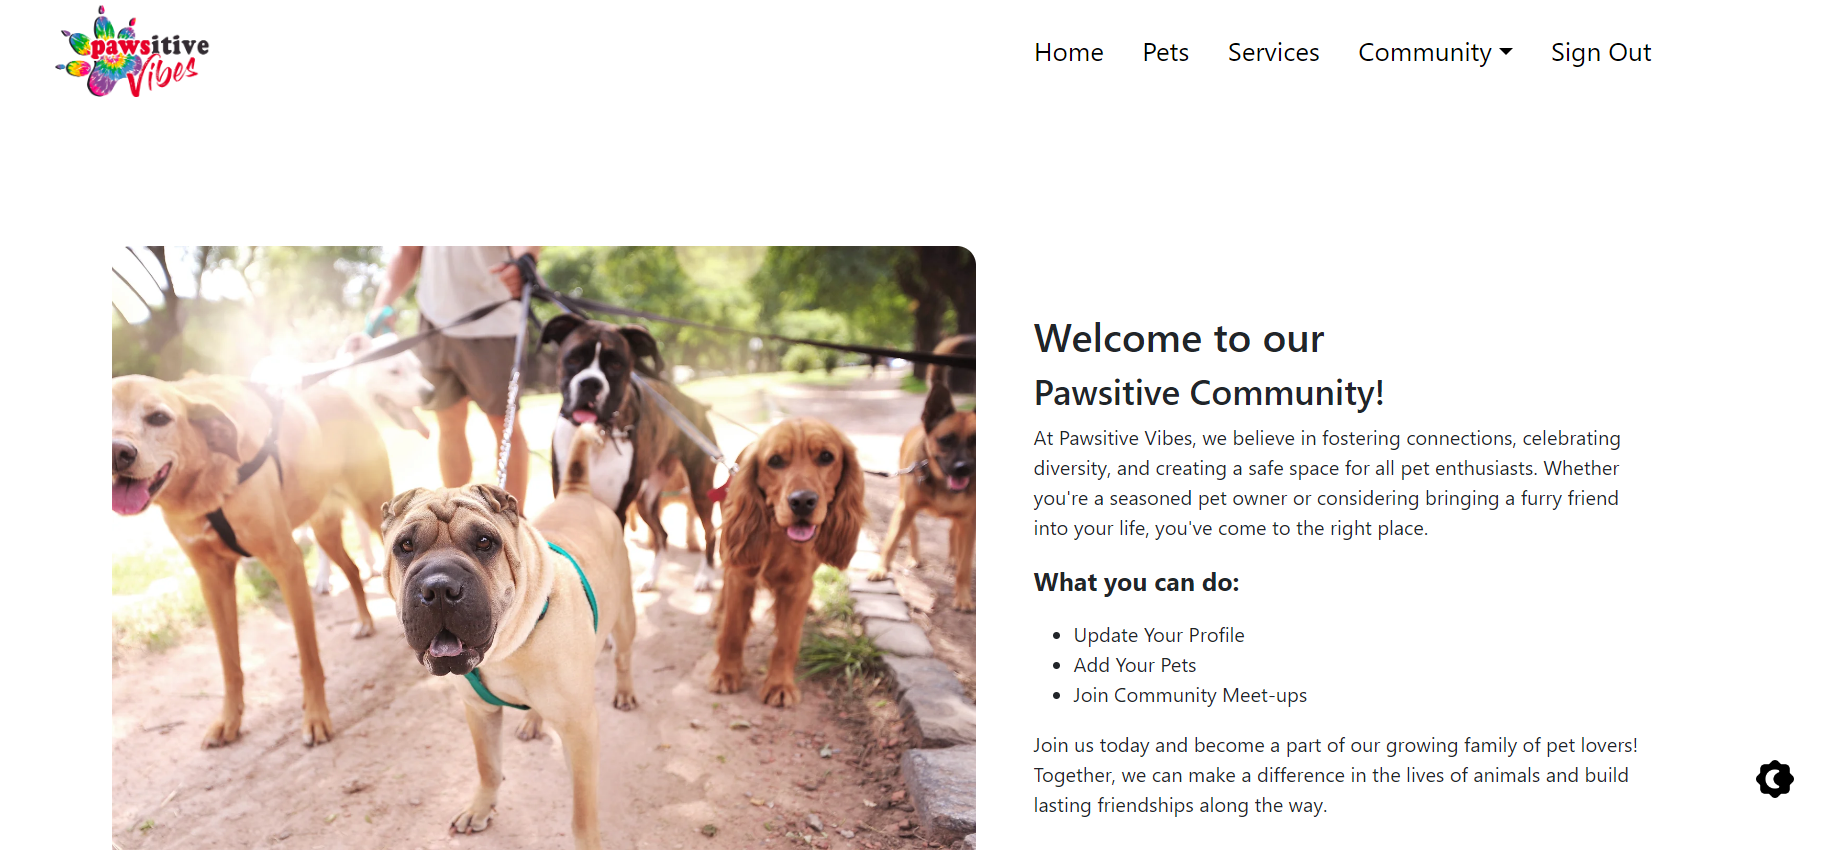 pawsitive
Vibes
Home
Pets
Services
Community
Sign Out
Welcome to our
Pawsitive Community!
At Pawsitive Vibes, we believe in fostering connections, celebrating
diversity, and creating a safe space for all pet enthusiasts. Whether
you're a seasoned pet owner or considering bringing a furry friend
into your life, you've come to the right place.
What you can do:
Update Your Profile
Add Your Pets
Join Community Meet-ups
Join us today and become a part of our growing family of pet lovers!
Together, we can make a difference in the lives of animals and build
lasting friendships along the way.